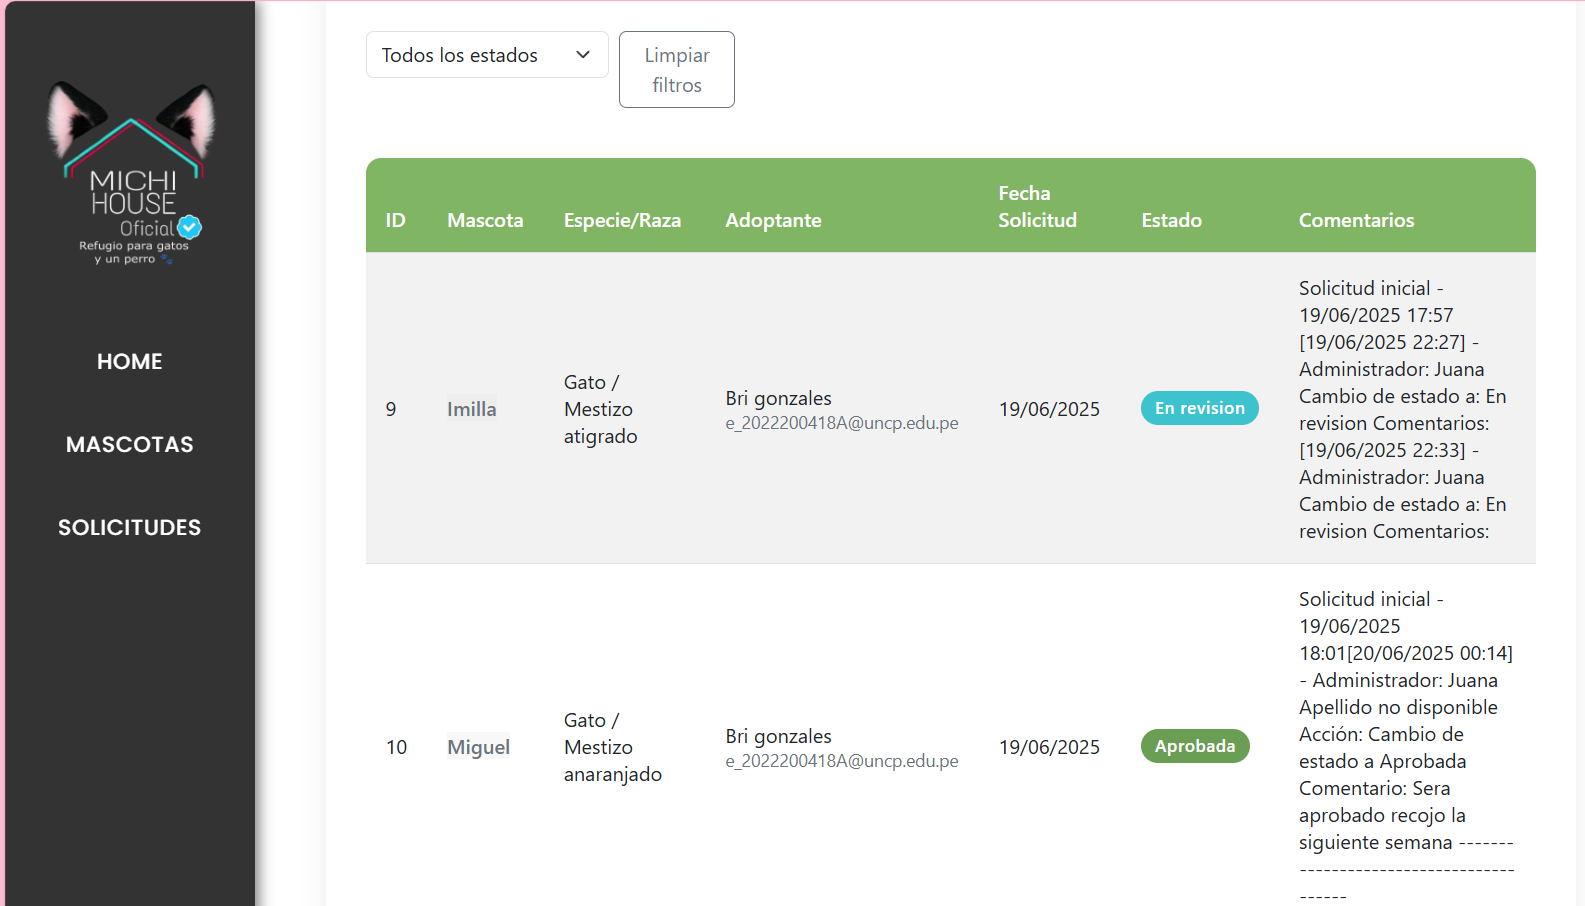 MICHI
HOUSE
Oficial
Refugio para gatos
y un perro
HOME
MASCOTAS
SOLICITUDES
Todos los estados
Limpiar
filtros
ID
Mascota
Especie/Raza
Adoptante
Fecha
Solicitud
Estado
Comentarios
9
Imilla
Gato /
Mestizo
atigrado
Bri gonzales
e_2022200418A@uncp.edu.pe
19/06/2025
En revision
Solicitud inicial -
19/06/2025 17:57
[19/06/2025 22:27] -
Administrador: Juana
Cambio de estado a: En
revision Comentarios:
[19/06/2025 22:33] -
Administrador: Juana
Cambio de estado a: En
revision Comentarios:
10
Miguel
Gato /
Mestizo
anaranjado
Bri gonzales
e_2022200418A@uncp.edu.pe
19/06/2025
Aprobada
Solicitud inicial -
19/06/2025
18:01[20/06/2025 00:14]
- Administrador: Juana
Apellido no disponible
Acción: Cambio de
estado a Aprobada
Comentario: Sera
aprobado recojo la
siguiente semana -------
---------------------------
------